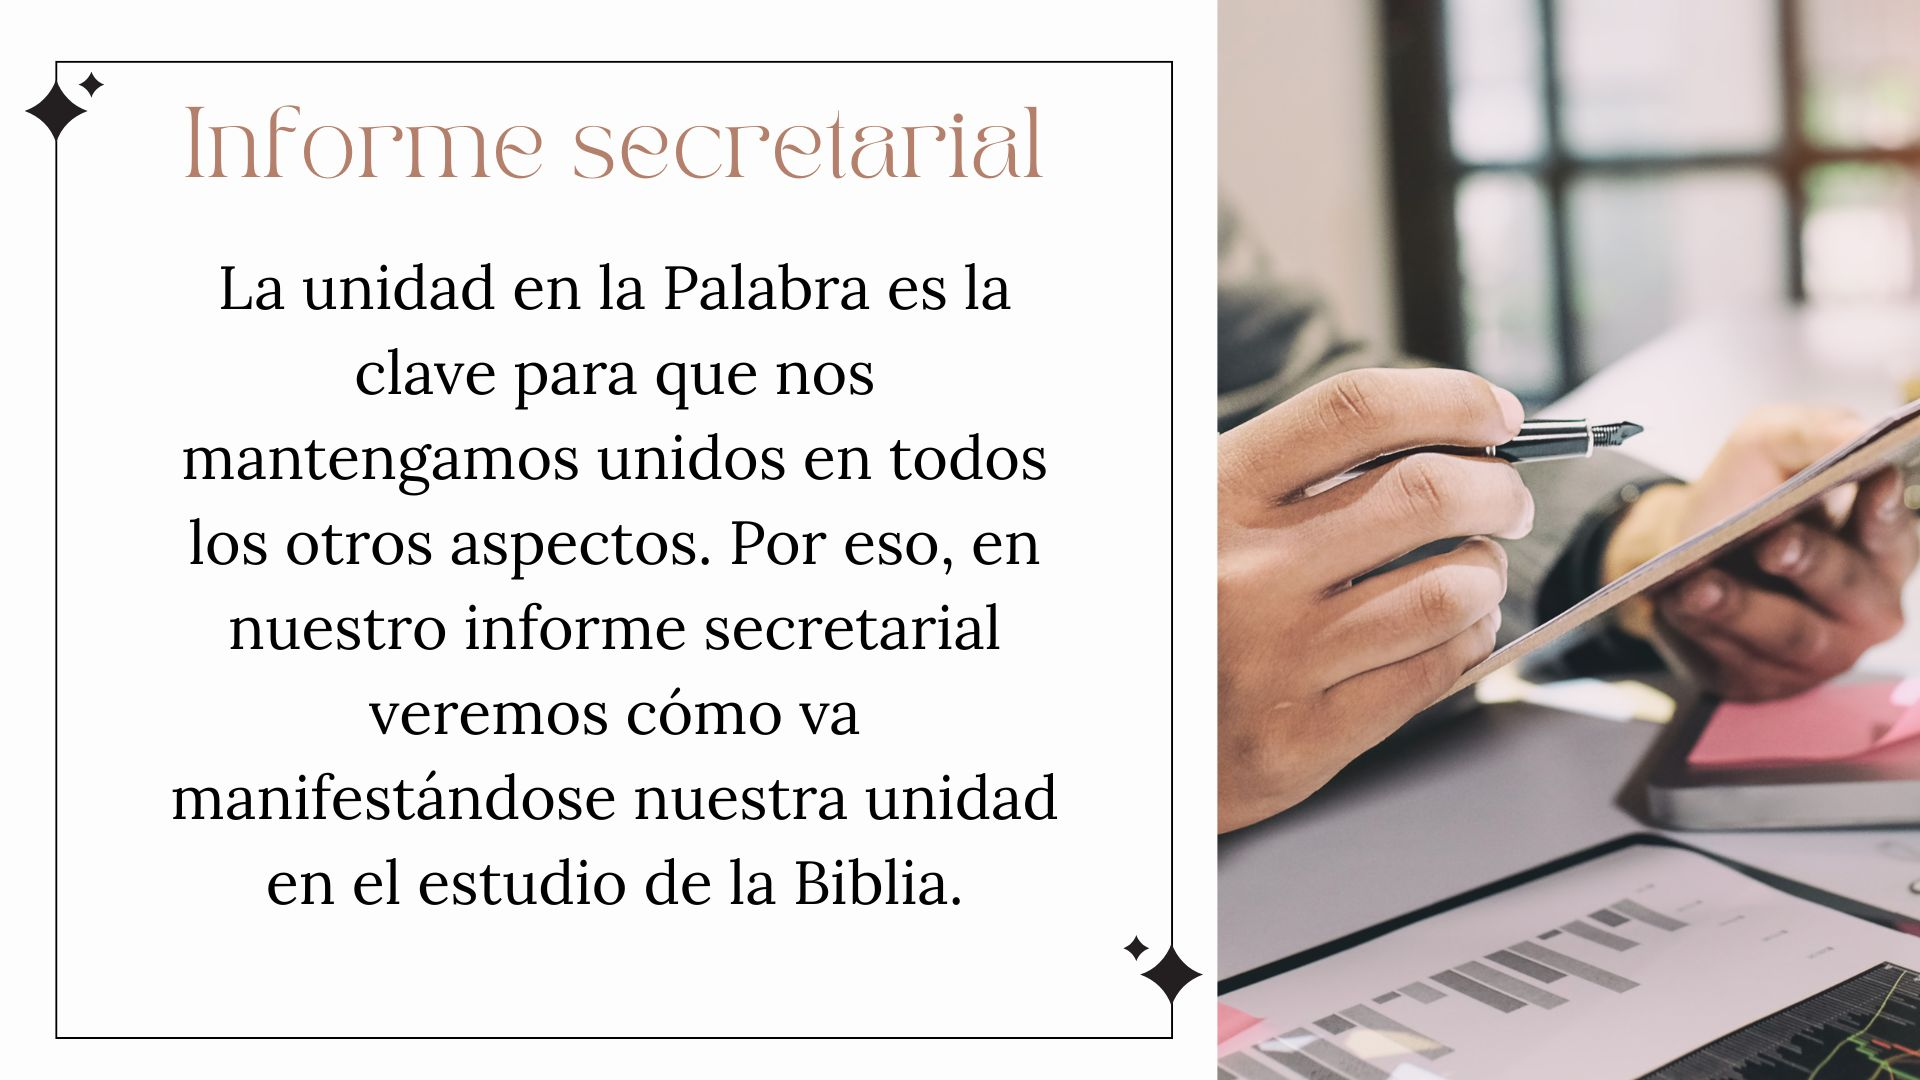 Informe secretarial
La unidad en la Palabra es la
clave para que nos
mantengamos unidos en todos
los otros aspectos. Por eso, en
nuestro informe secretarial
veremos cómo va
manifestándose nuestra unidad
en el estudio de la Biblia.